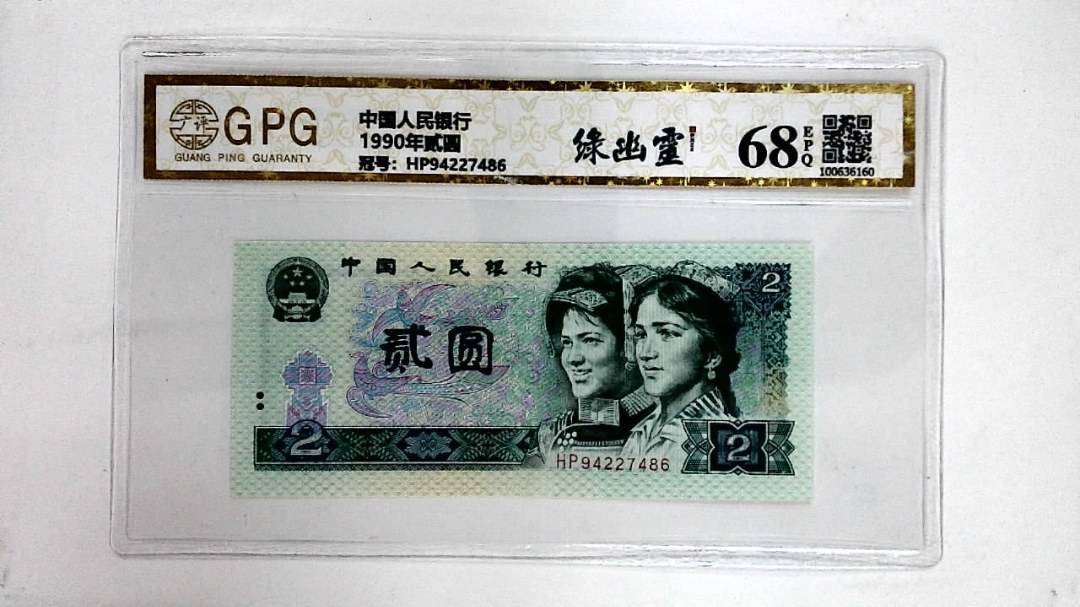 GPG
GUANG PING GUARANTY
中国人民银行
1990年贰圆
冠号：HP94227486
绿幽靈
68
EPQ
100636160
中国人民银行
2
贰圆
2
HP94227486
2